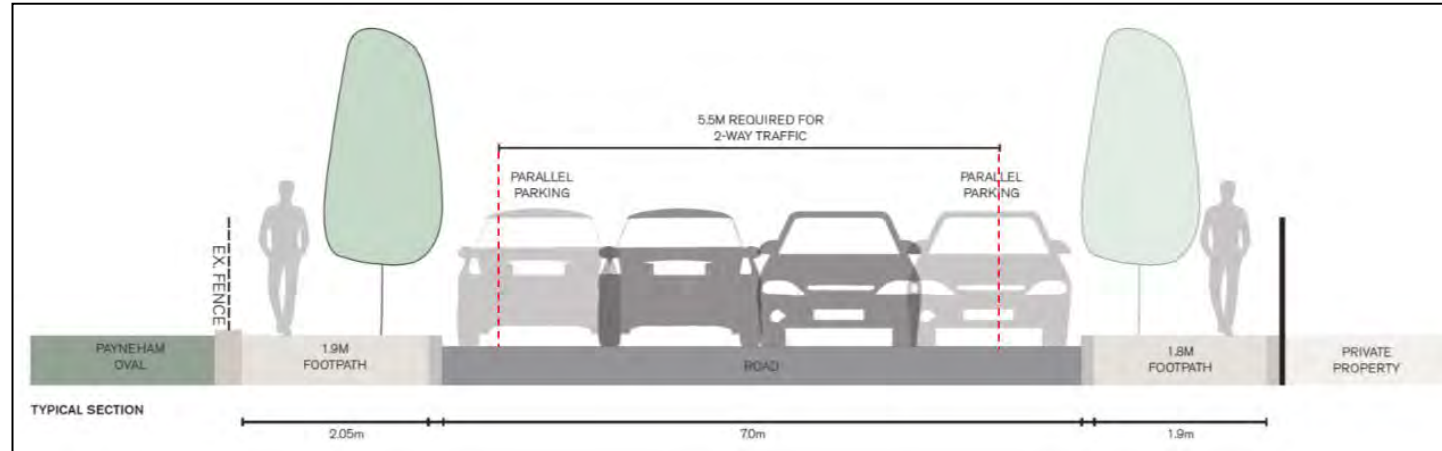 5.5M REQUIRED FOR
2-WAY TRAFFIC
PARALLEL
PARKING
PARALLEL
PARKING
EX. FENCE
PAYNEHAM
OVAL
1.9M
FOOTPATH
ROAD
1.8M
FOOTPATH
PRIVATE
PROPERTY
TYPICAL SECTION
2.05m
7.0m
1.9m